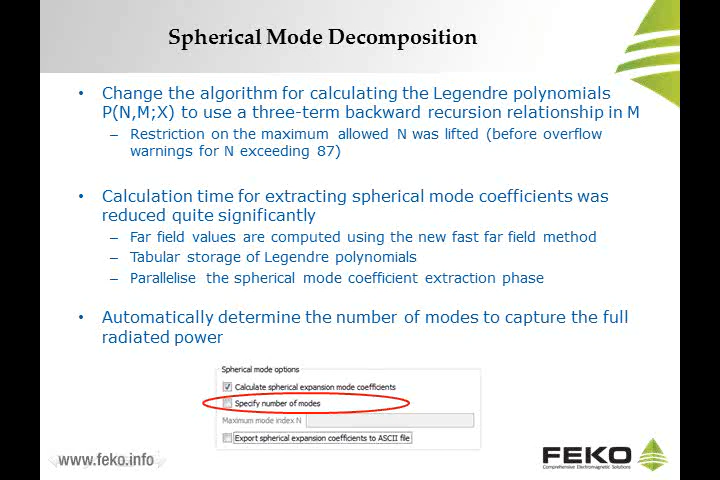 Spherical Mode Decomposition
• Change the algorithm for calculating the Legendre polynomials
P(N,M;X) to use a three-term backward recursion relationship in M
– Restriction on the maximum allowed N was lifted (before overflow
warnings for N exceeding 87)
• Calculation time for extracting spherical mode coefficients was
reduced quite significantly
– Far field values are computed using the new fast far field method
– Tabular storage of Legendre polynomials
– Parallelise the spherical mode coefficient extraction phase
• Automatically determine the number of modes to capture the full
radiated power
Spherical mode options
Calculate spherical expansion mode coefficients
Specify number of modes
Maximum mode index N
Export spherical expansion coefficients to ASCII file
www.feko.info
FEKO
Comprehensive Electromagnetic Solutions